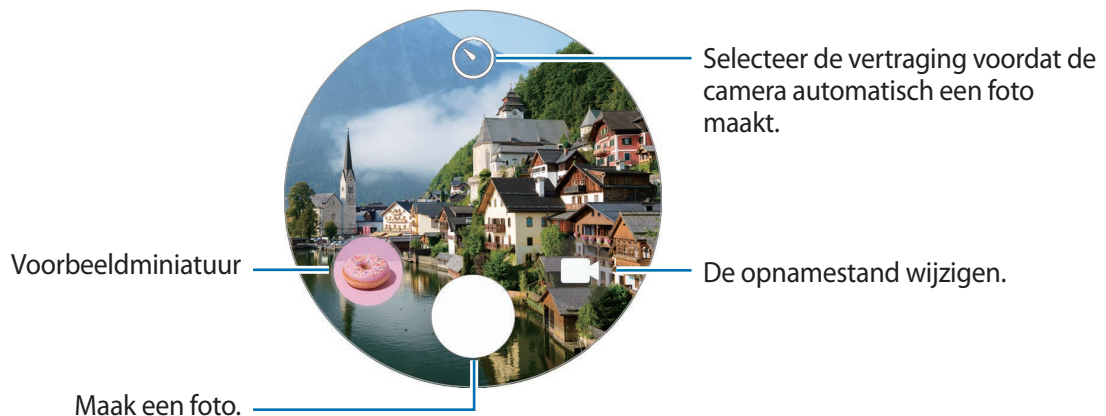 Selecteer de vertraging voordat de
camera automatisch een foto
maakt.
Voorbeeldminiatuur
De opnamestand wijzigen.
Maak een foto.